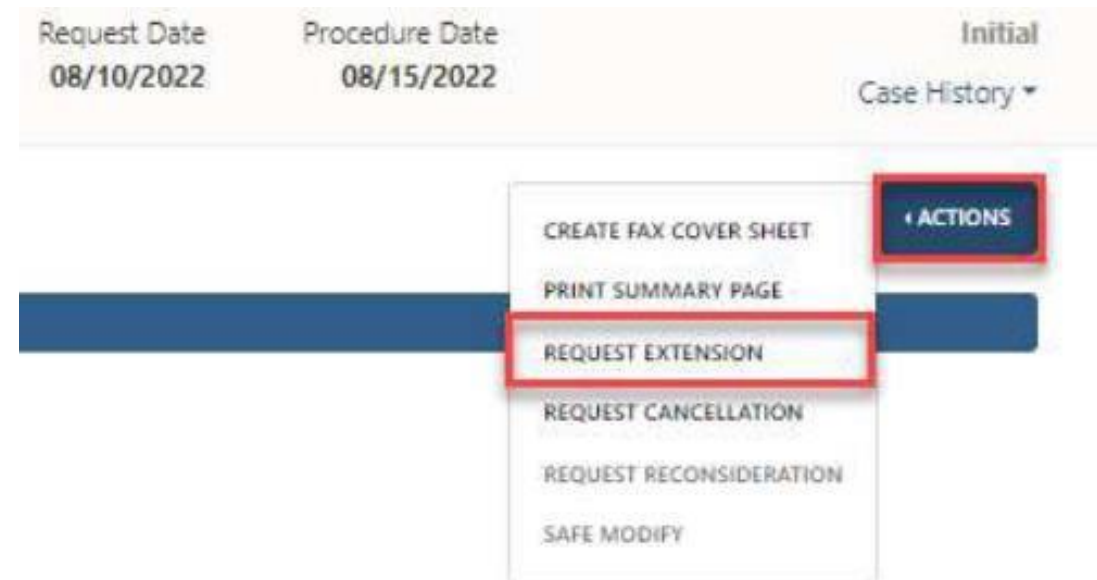 Request Date Procedure Date Initial
08/10/2022 08/15/2022
Case History
ACTIONS
CREATE FAX COVER SHEET
PRINT SUMMARY PAGE
REQUEST EXTENSION
REQUEST CANCELLATION
REQUEST RECONSIDERATION
SAFE MODIFY